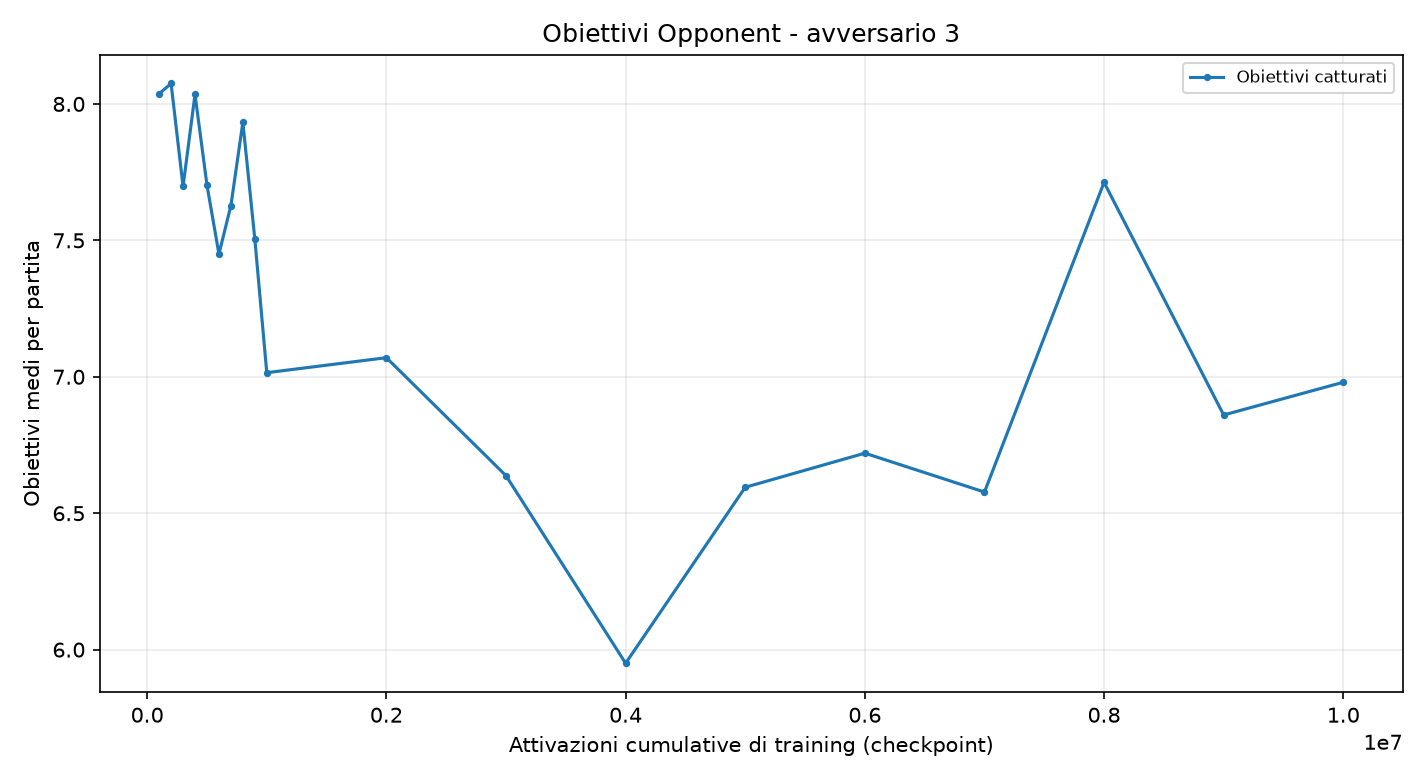 Obiettivi Opponent - avversario 3
Obiettivi catturati
Obiettivi medi per partita
8.0
7.5
7.0
6.5
6.0
0.0 0.2 0.4 0.6 0.8 1.0
1e7
Attivazioni cumulative di training (checkpoint)